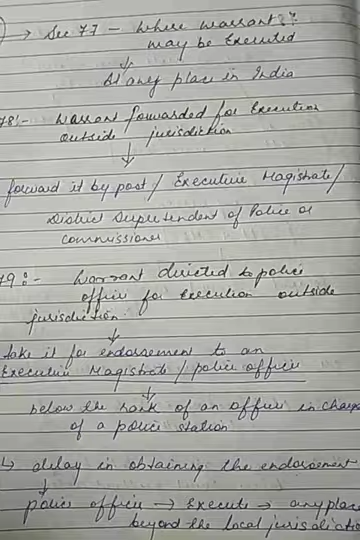 → Sec 77 – Where warrant?
may be Executed
↓
At any place in India
78:- Warrant forwarded for Execution
outside jurisdiction
↓
forward it by post / Executive Magistrate /
District Superintendent of Police or
commissioner
79:- Warrant directed to police
officer for Execution outside
jurisdiction
↓
take it for endorsement to an
Executive Magistrate / police officer
↓
below the rank of an officer in charge
of a police station
↳ delay in obtaining the endorsement
↓
police officer → Execute → any place
beyond the local jurisdiction